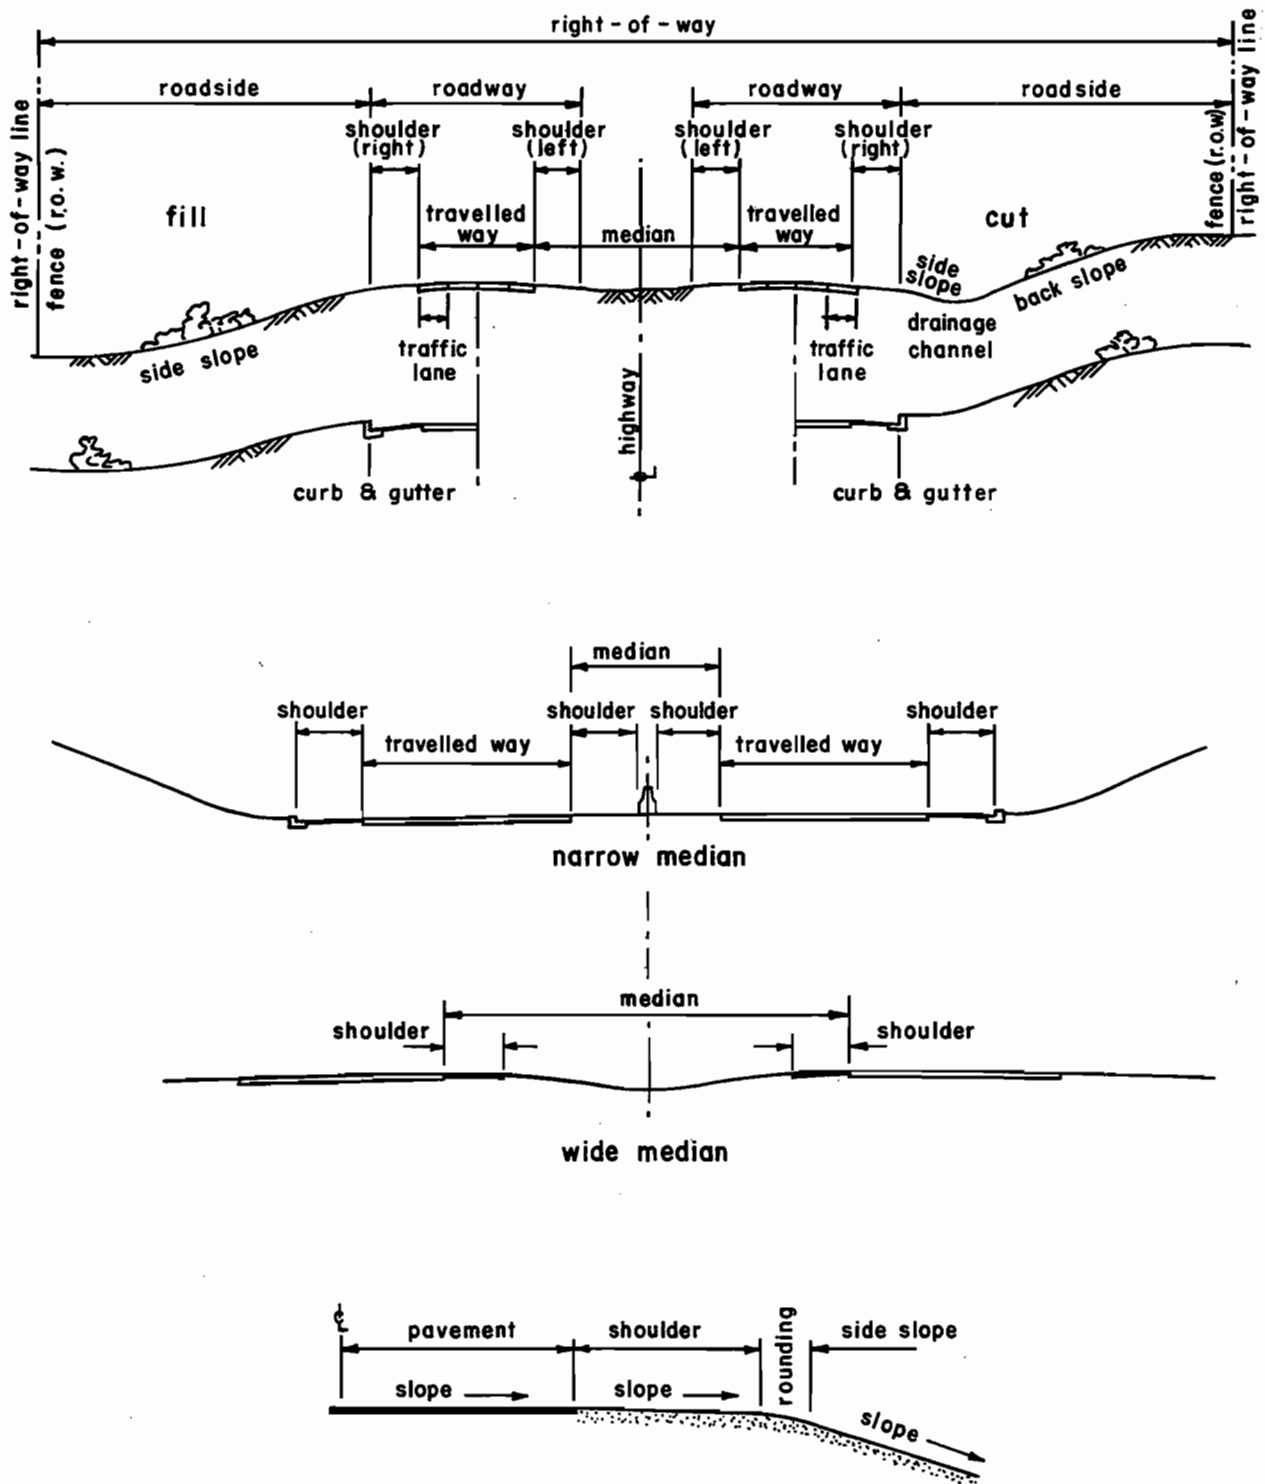 right-of-way
roadside
roadway
roadway
roadside
right-of-way line
fence (r.o.w.)
fence (r.o.w)
right-of-way line
shoulder
(right)
shoulder
(left)
shoulder
(left)
shoulder
(right)
fill
travelled
way
median
travelled
way
cut
side
slope
back slope
side slope
traffic
lane
traffic
lane
drainage
channel
highway
curb & gutter
curb & gutter
median
shoulder
shoulder
shoulder
shoulder
travelled way
travelled way
narrow median
median
shoulder
shoulder
wide median
℄
pavement
shoulder
rounding
side slope
slope
slope
slope